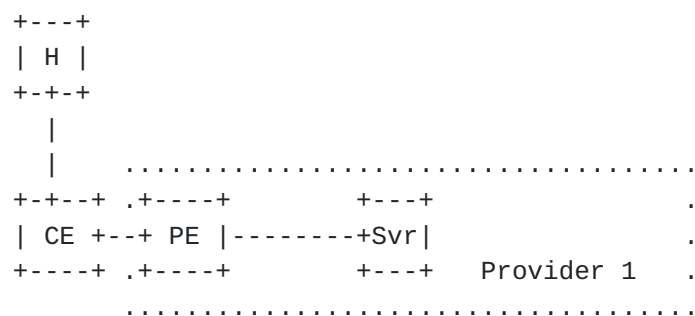 +---+
| H |
+-+-+
  |
  |    .....................................
+-+--+ .+----+        +---+                .
| CE +--+ PE |--------+Svr|                .
+----+ .+----+        +---+   Provider 1   .
       .....................................